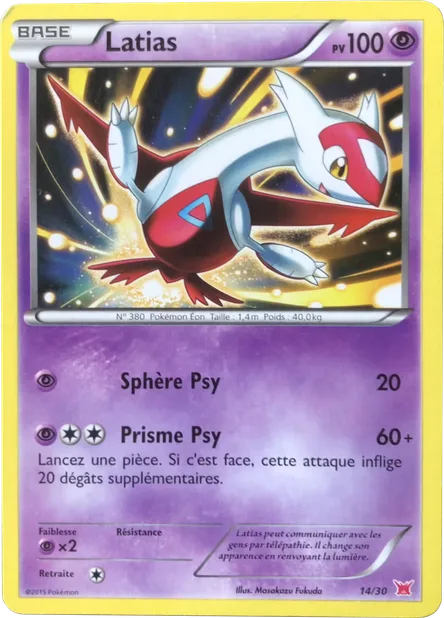 BASE Latias PV100
N° 380 Pokémon Éon Taille : 1,4m Poids : 40,0kg
Sphère Psy 20
Prisme Psy 60+
Lancez une pièce. Si c'est face, cette attaque inflige
20 dégâts supplémentaires.
Faiblesse Résistance
×2
Retraite
Latias peut communiquer avec les
gens par télépathie. Il change son
apparence en renvoyant la lumière.
©2015 Pokémon Illus. Masakazu Fukuda 14/30